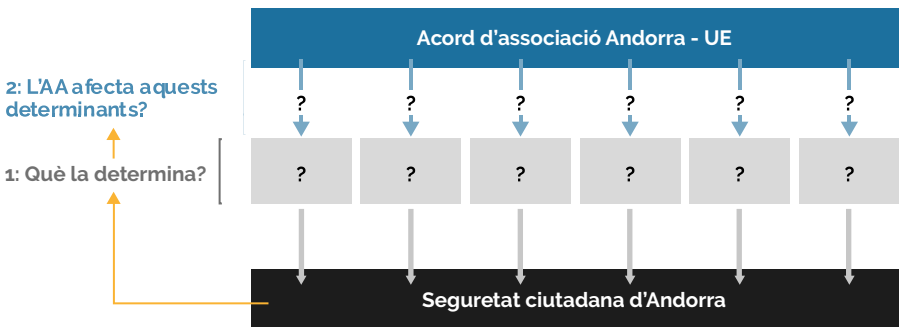 Acord d’associació Andorra - UE
2: L’AA afecta aquests
determinants?
? ? ? ? ? ?
1: Què la determina?
? ? ? ? ? ?
Seguretat ciutadana d’Andorra